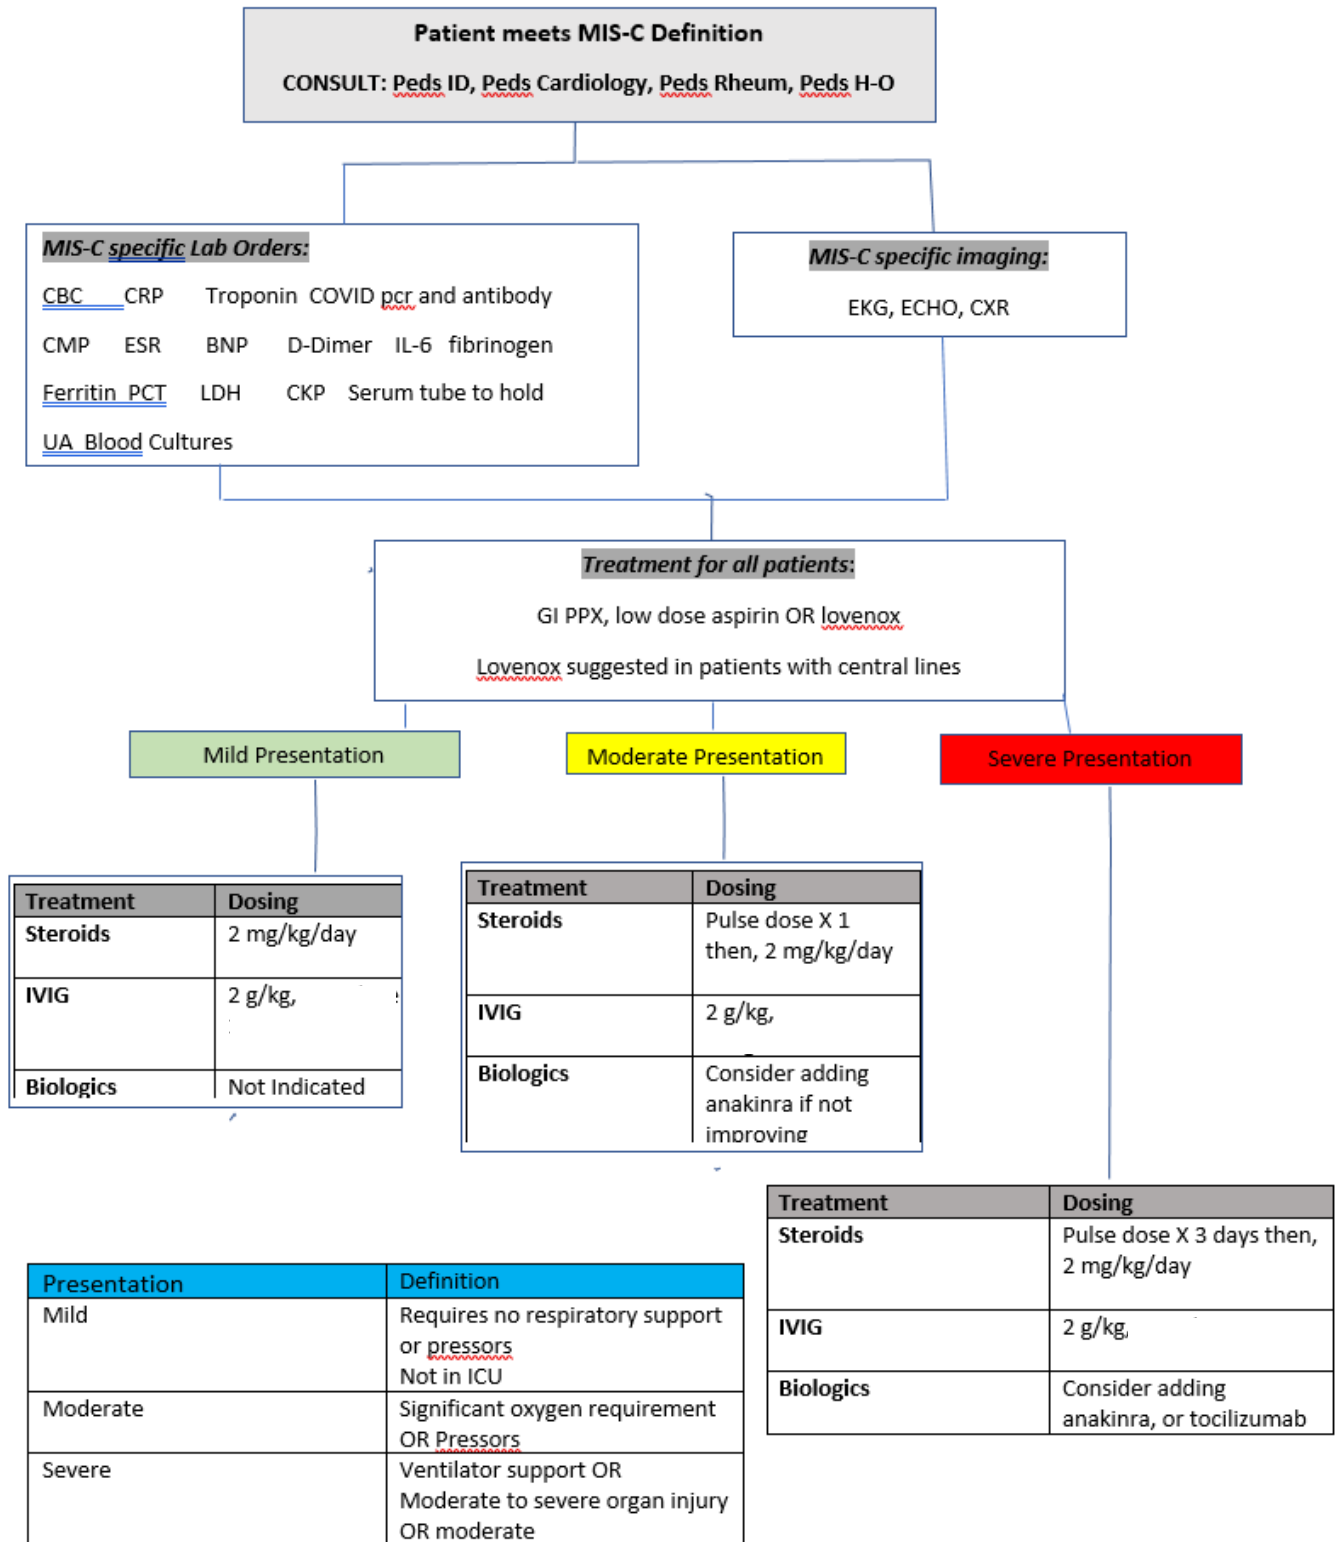 Patient meets MIS-C Definition
CONSULT: Peds ID, Peds Cardiology, Peds Rheum, Peds H-O
MIS-C specific Lab Orders:
CBC CRP Troponin COVID pcr and antibody
CMP ESR BNP D-Dimer IL-6 fibrinogen
Ferritin PCT LDH CKP Serum tube to hold
UA Blood Cultures
MIS-C specific imaging:
EKG, ECHO, CXR
Treatment for all patients:
GI PPX, low dose aspirin OR lovenox
Lovenox suggested in patients with central lines
Mild Presentation
Moderate Presentation
Severe Presentation
Treatment Dosing
Steroids 2 mg/kg/day
IVIG 2 g/kg,
Biologics Not Indicated
Treatment Dosing
Steroids Pulse dose X 1
then, 2 mg/kg/day
IVIG 2 g/kg,
Biologics Consider adding
anakinra if not
improving
Treatment Dosing
Steroids Pulse dose X 3 days then,
2 mg/kg/day
IVIG 2 g/kg,
Biologics Consider adding
anakinra, or tocilizumab
Presentation Definition
Mild Requires no respiratory support
or pressors
Not in ICU
Moderate Significant oxygen requirement
OR Pressors
Severe Ventilator support OR
Moderate to severe organ injury
OR moderate